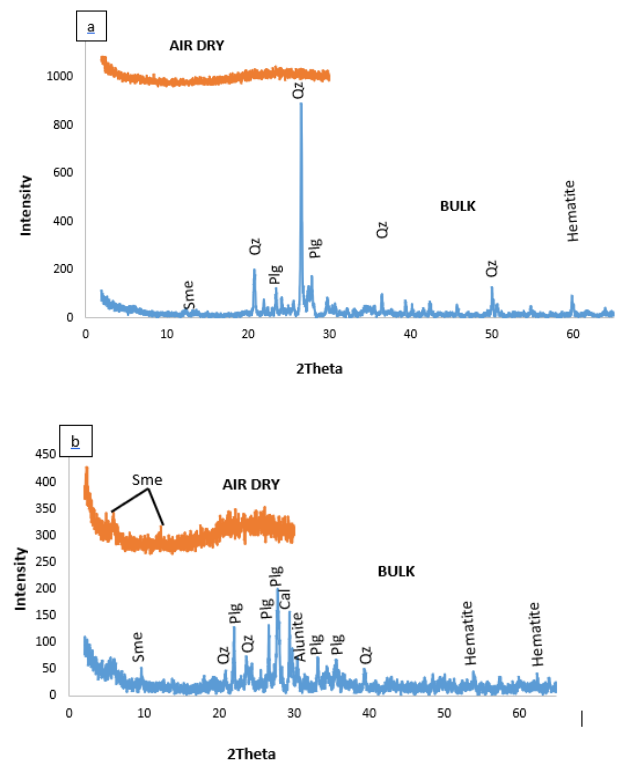 a
AIR DRY
1000
800
600
400
200
0
Intensity
Sme
Qz
Plg
Qz
Plg
Qz
BULK
Qz
Hematite
0 10 20 30 40 50 60
2Theta
b
450
400
350
300
250
200
150
100
50
0
Intensity
Sme
AIR DRY
BULK
Sme
Qz
Plg
Qz
Plg
Plg
Cal
Alunite
Plg
Plg
Qz
Hematite
Hematite
0 10 20 30 40 50 60
2Theta